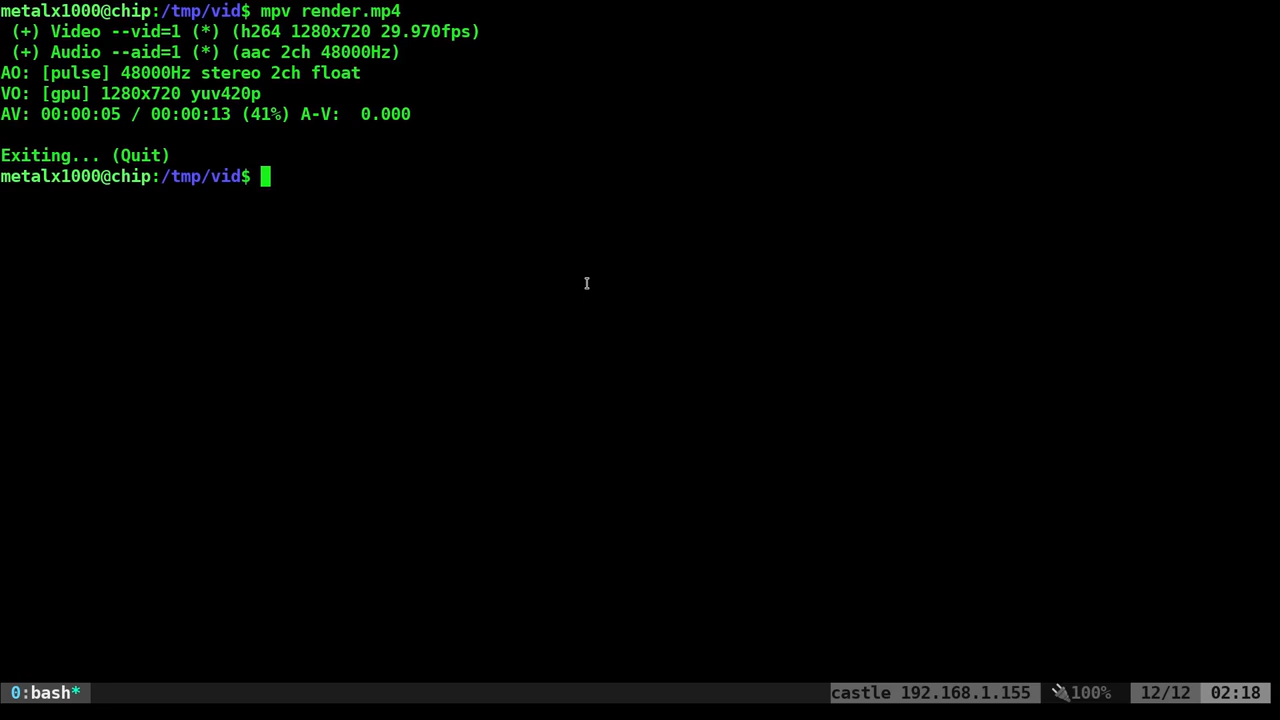 metalx1000@chip:/tmp/vid$ mpv render.mp4
 (+) Video --vid=1 (*) (h264 1280x720 29.970fps)
 (+) Audio --aid=1 (*) (aac 2ch 48000Hz)
AO: [pulse] 48000Hz stereo 2ch float
VO: [gpu] 1280x720 yuv420p
AV: 00:00:05 / 00:00:13 (41%) A-V:  0.000
Exiting... (Quit)
metalx1000@chip:/tmp/vid$
0:bash* castle 192.168.1.155 🔌100% 12/12 02:18